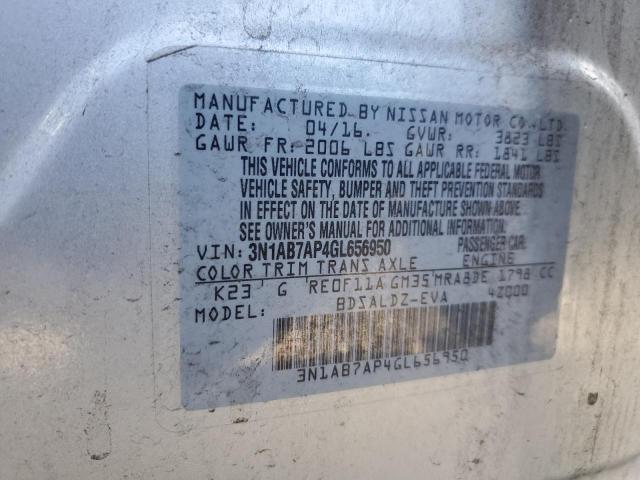 MANUFACTURED BY NISSAN MOTOR CO.,LTD.
DATE: 04/16. GVWR: 3823 LBS
GAWR FR: 2006 LBS GAWR RR: 1841 LBS
THIS VEHICLE CONFORMS TO ALL APPLICABLE FEDERAL MOTOR
VEHICLE SAFETY, BUMPER AND THEFT PREVENTION STANDARDS
IN EFFECT ON THE DATE OF MANUFACTURE SHOWN ABOVE.
SEE OWNER'S MANUAL FOR ADDITIONAL INFORMATION
VIN: 3N1AB7AP4GL656950 PASSENGER CAR.
COLOR TRIM TRANS AXLE ENGINE
K23 G RE0F11A GM35 MRA8DE 1798 CC
MODEL: BDSALDZ-EVA 4Z000
3N1AB7AP4GL656950